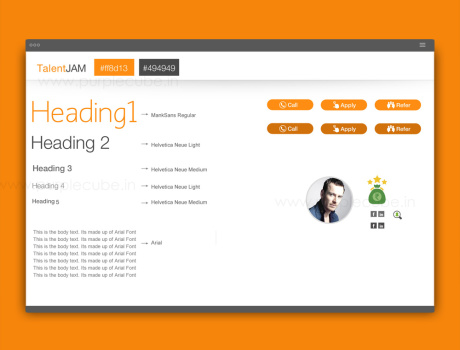 TalentJAM #ff8d13 #494949
www.purplecube.in
Heading1 → ManikSans Regular
Call Apply Refer
Heading 2 → Helvetica Neue Light
Call Apply Refer
Heading 3 → Helvetica Neue Medium
Heading 4 → Helvetica Neue Light
Heading 5 → Helvetica Neue Medium
This is the body text. Its made up of Arial Font
This is the body text. Its made up of Arial Font → Arial
This is the body text. Its made up of Arial Font
This is the body text. Its made up of Arial Font
This is the body text. Its made up of Arial Font
This is the body text. Its made up of Arial Font
This is the body text. Its made up of Arial Font